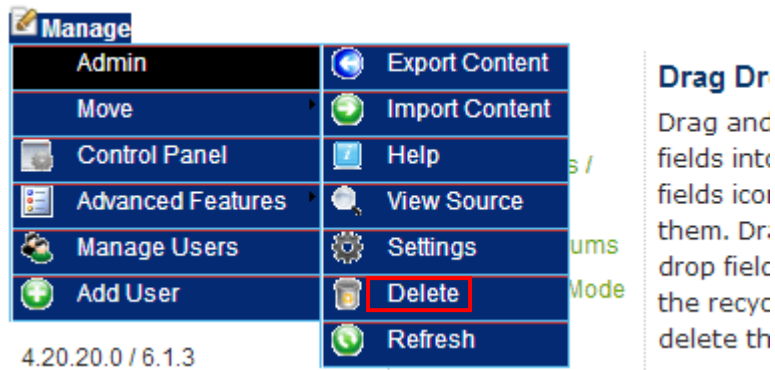 Manage
Admin
Move
Control Panel
Advanced Features
Manage Users
Add User
Export Content
Import Content
Help
View Source
Settings
Delete
Refresh
4.20.20.0 / 6.1.3
s /
ums
Mode
Drag Dr
Drag and
fields into
fields ico
them. Dra
drop field
the recyc
delete th